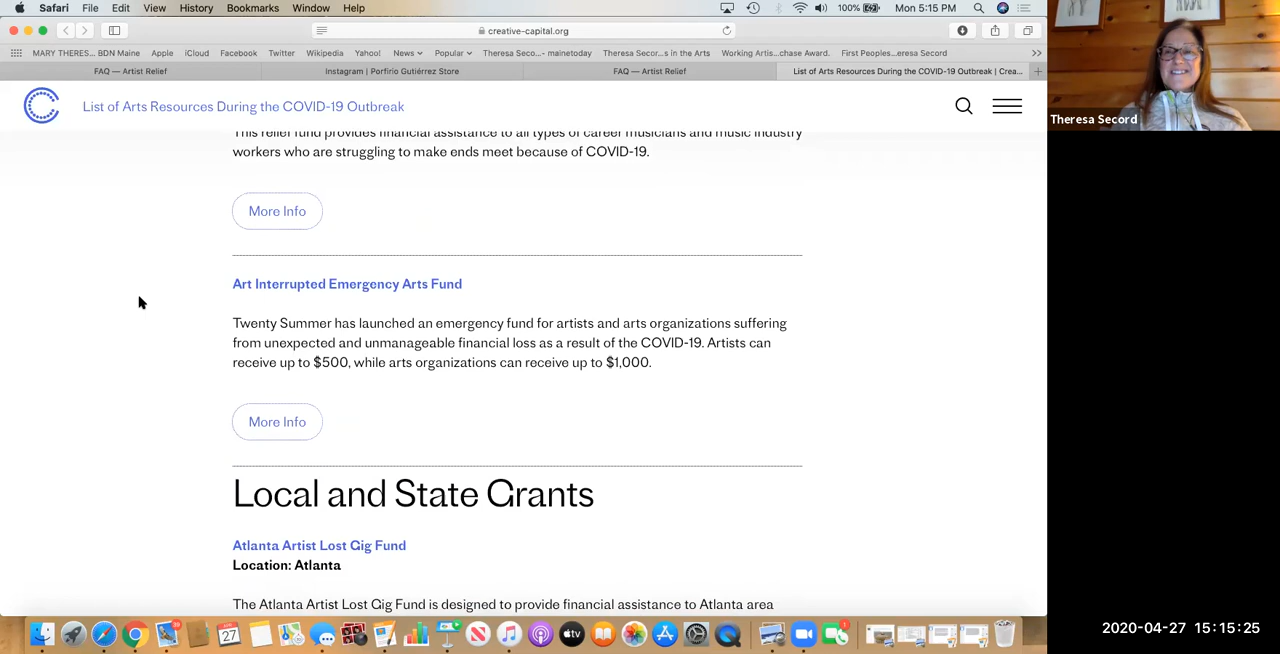 Safari File Edit View History Bookmarks Window Help 100% Mon 5:15 PM
creative-capital.org
MARY THERES... BDN Maine Apple iCloud Facebook Twitter Wikipedia Yahoo! News Popular Theresa Secor...- mainetoday Theresa Secor...s in the Arts Working Artis...chase Award. First Peoples...eresa Secord
FAQ — Artist Relief Instagram | Porfirio Gutiérrez Store FAQ — Artist Relief List of Arts Resources During the COVID-19 Outbreak | Crea...
List of Arts Resources During the COVID-19 Outbreak
Theresa Secord
This relief fund provides financial assistance to all types of career musicians and music industry
workers who are struggling to make ends meet because of COVID-19.
More Info
Art Interrupted Emergency Arts Fund
Twenty Summer has launched an emergency fund for artists and arts organizations suffering
from unexpected and unmanageable financial loss as a result of the COVID-19. Artists can
receive up to $500, while arts organizations can receive up to $1,000.
More Info
Local and State Grants
Atlanta Artist Lost Gig Fund
Location: Atlanta
The Atlanta Artist Lost Gig Fund is designed to provide financial assistance to Atlanta area
27
tv
2020-04-27 15:15:25